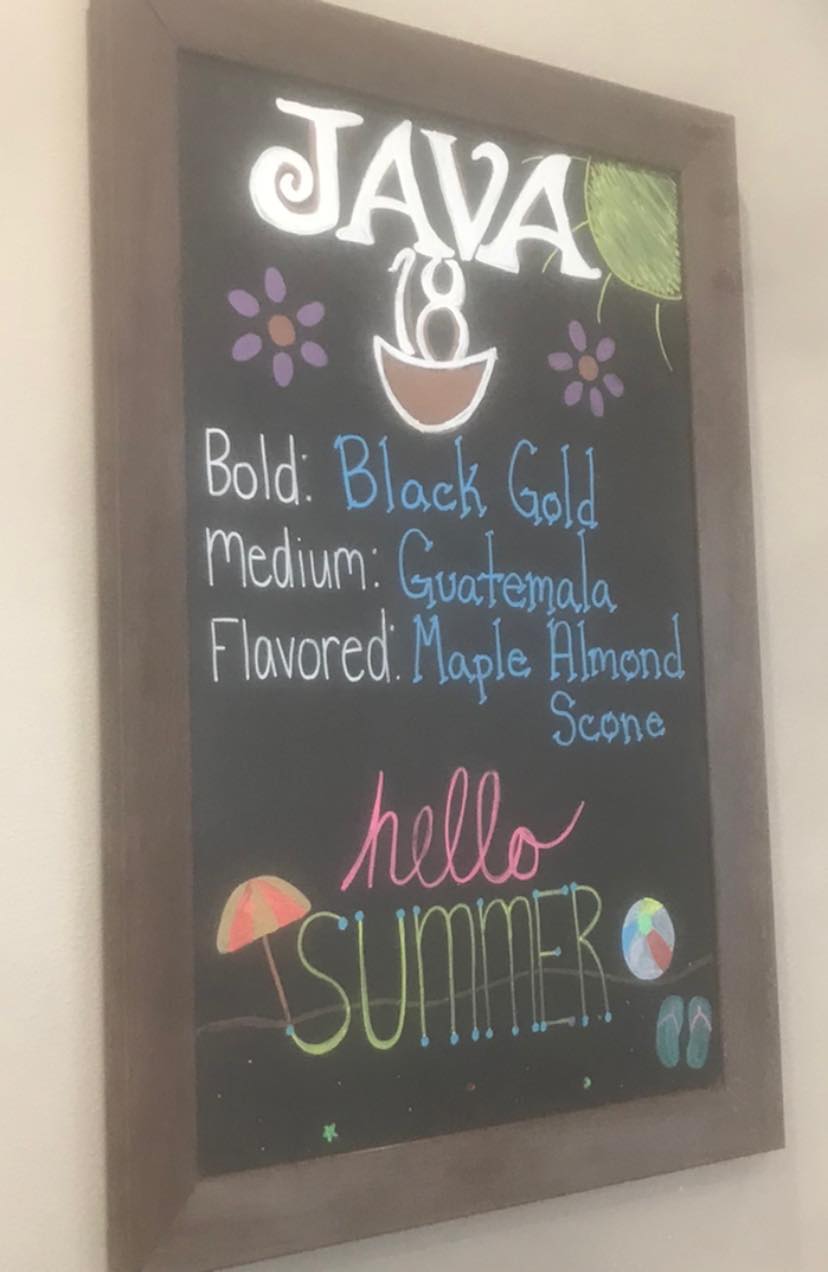 JAVA
18
Bold: Black Gold
Medium: Guatemala
Flavored: Maple Almond
Scone
hello
SUMMER